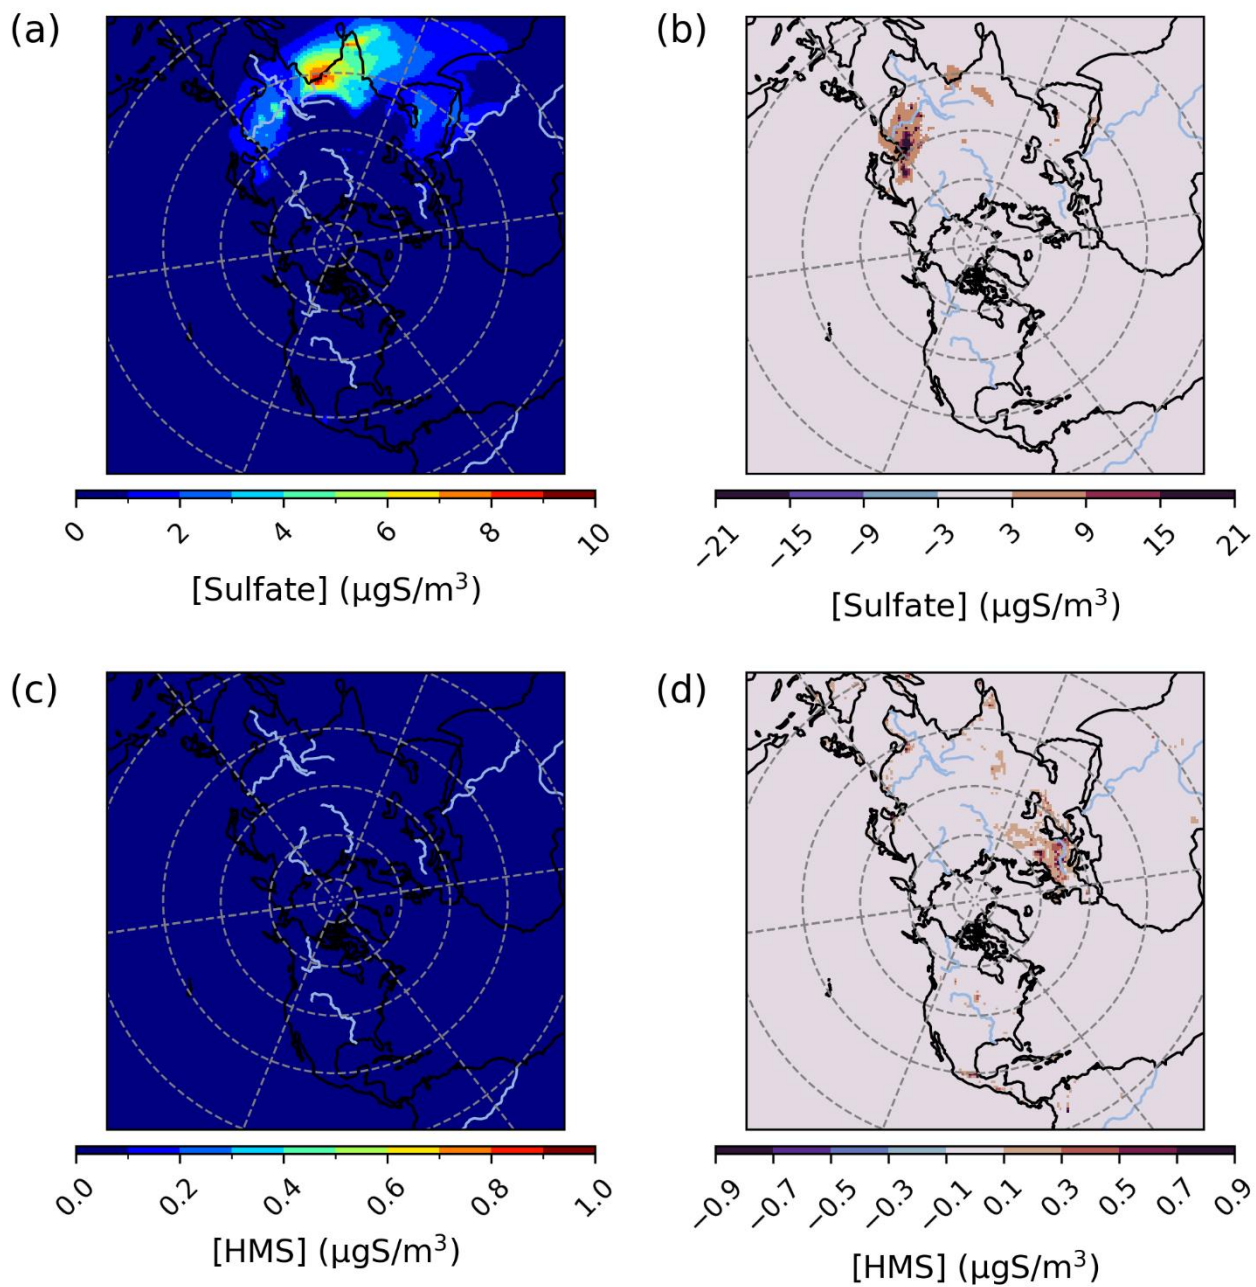 (a)
(b)
0 2 4 6 8 10
−21 −15 −9 −3 3 9 15 21
[Sulfate] (µgS/m³)
[Sulfate] (µgS/m³)
(c)
(d)
0.0 0.2 0.4 0.6 0.8 1.0
−0.9 −0.7 −0.5 −0.3 −0.1 0.1 0.3 0.5 0.7 0.9
[HMS] (µgS/m³)
[HMS] (µgS/m³)